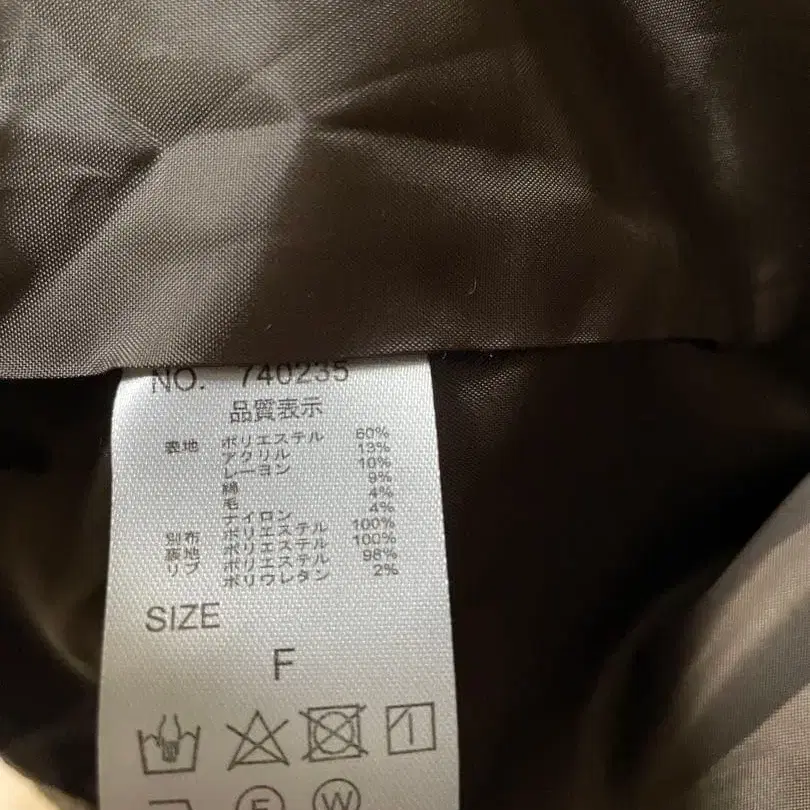 NO. 740235
品質表示
表地 ポリエステル 60%
アクリル 13%
レーヨン 10%
綿 9%
毛 4%
ナイロン 4%
別布 ポリエステル 100%
裏地 ポリエステル 100%
リブ ポリエステル 98%
ポリウレタン 2%
SIZE
F
F W